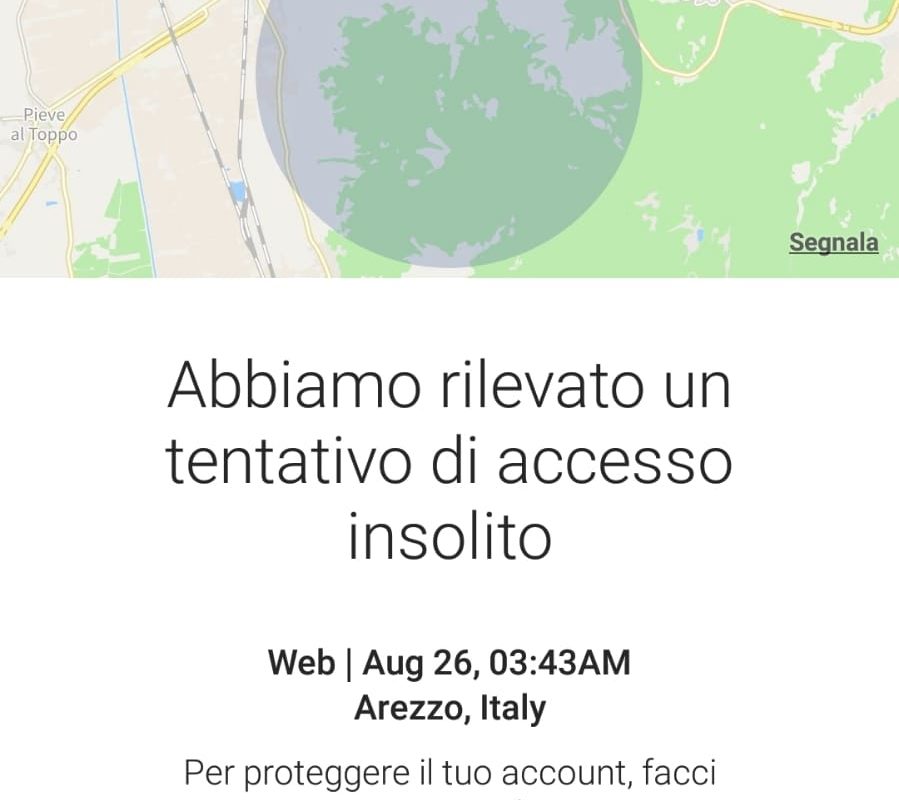 Pieve
al Toppo
Segnala
Abbiamo rilevato un
tentativo di accesso
insolito
Web | Aug 26, 03:43AM
Arezzo, Italy
Per proteggere il tuo account, facci